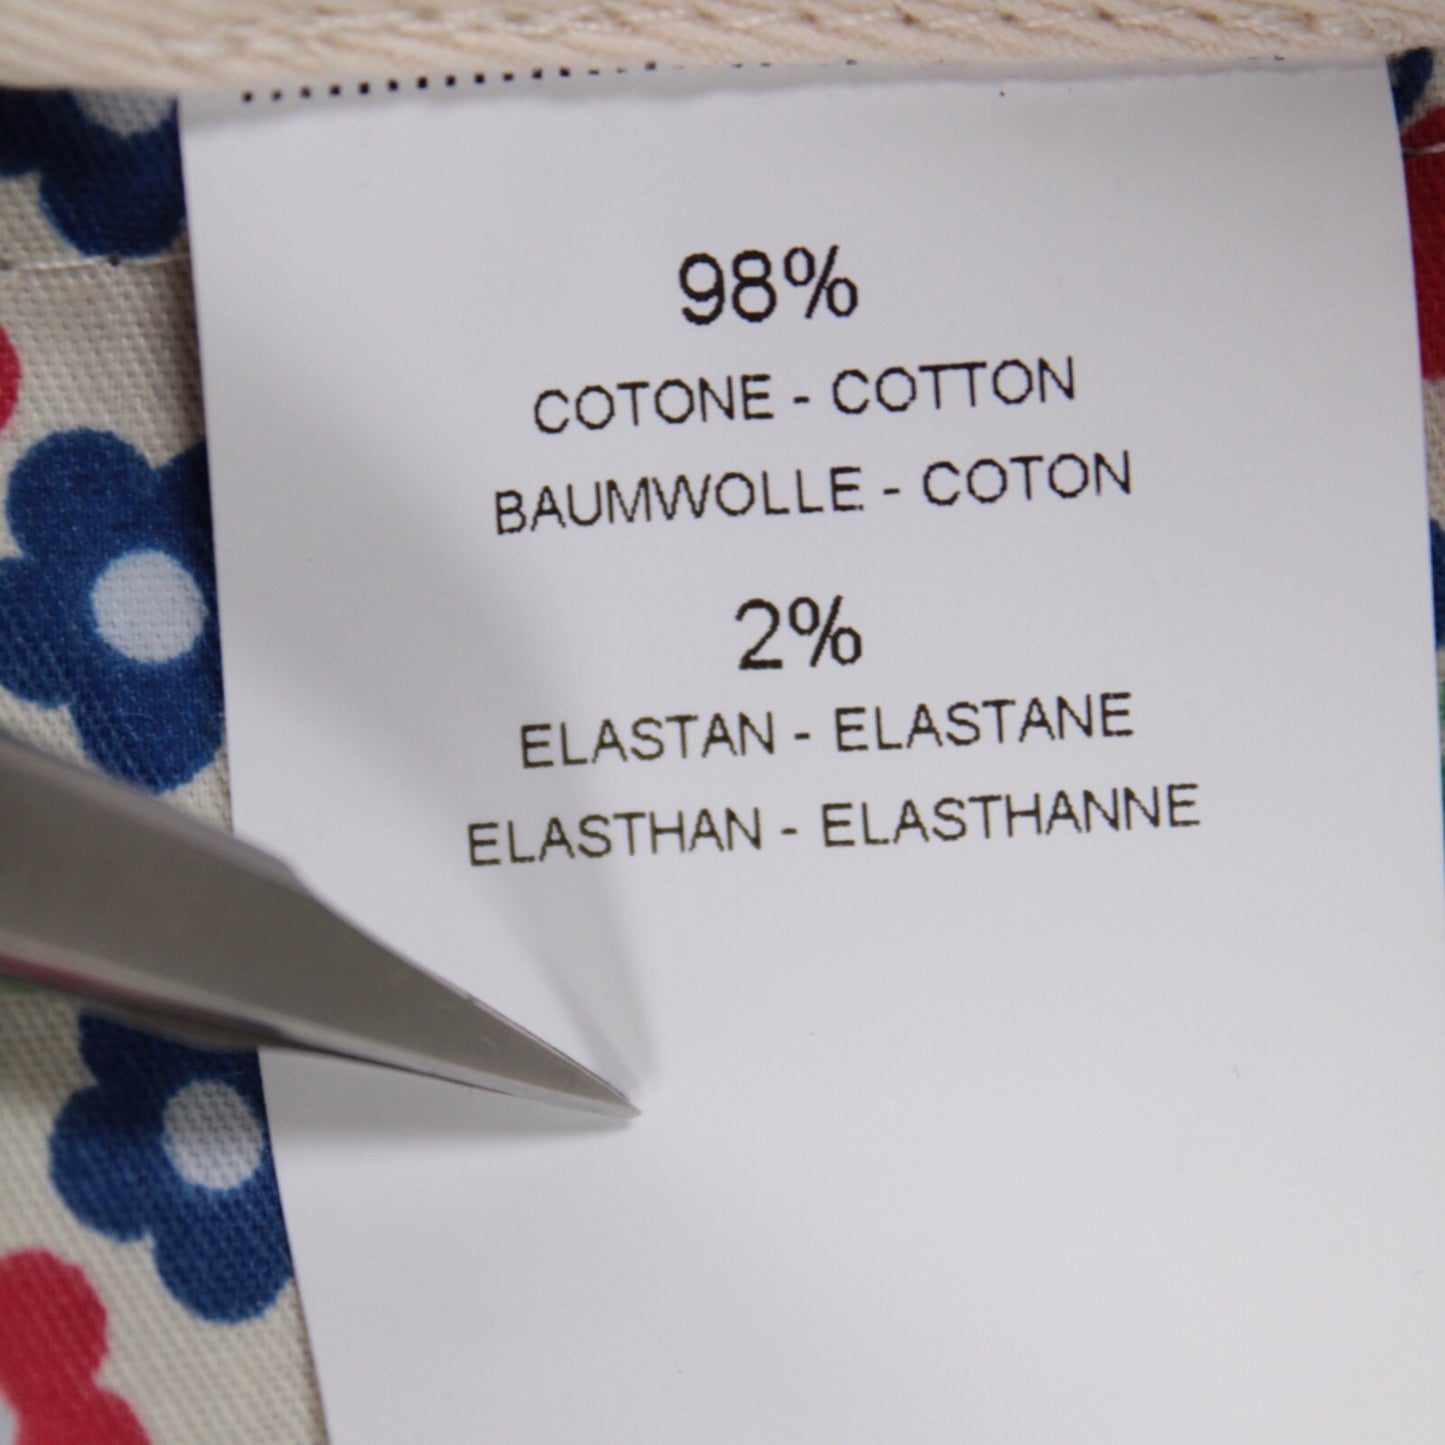 98%
COTONE - COTTON
BAUMWOLLE - COTON
2%
ELASTAN - ELASTANE
ELASTHAN - ELASTHANNE